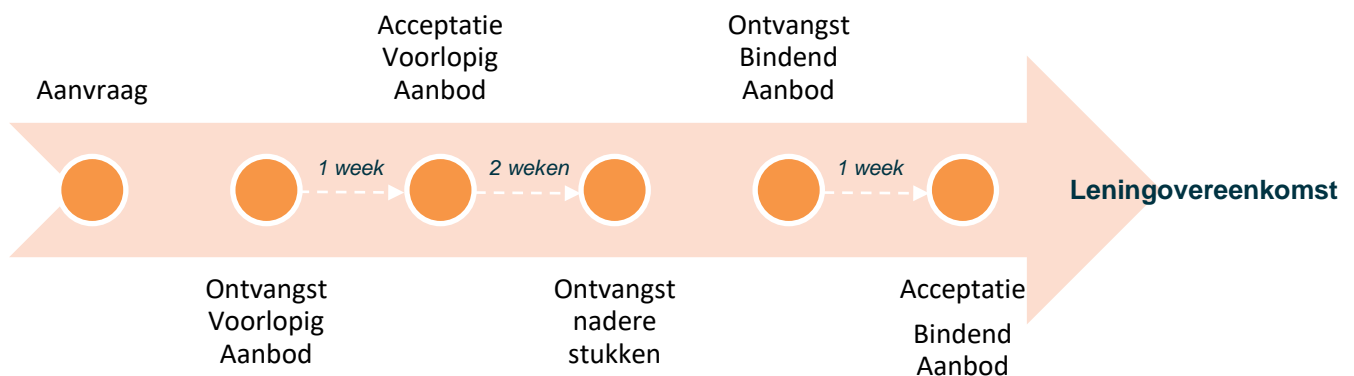 Aanvraag
Ontvangst
Voorlopig
Aanbod
1 week
Acceptatie
Voorlopig
Aanbod
2 weken
Ontvangst
nadere
stukken
Ontvangst
Bindend
Aanbod
1 week
Acceptatie
Bindend
Aanbod
Leningovereenkomst